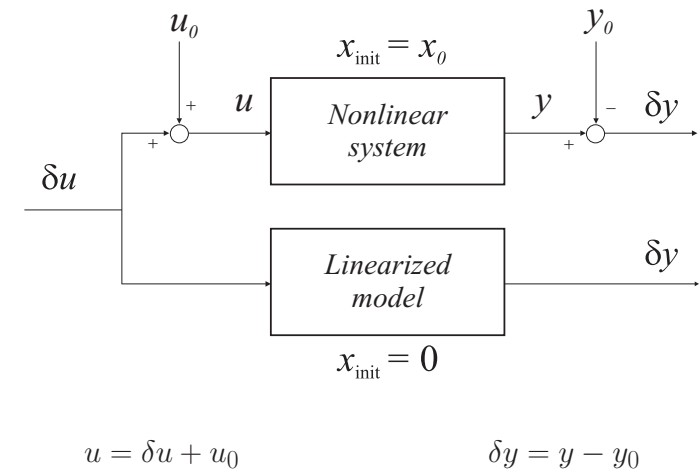 u₀
y₀
x_init = x₀
+
u
Nonlinear
system
y
−
δy
+
+
δu
Linearized
model
δy
x_init = 0
u = δu + u₀
δy = y − y₀